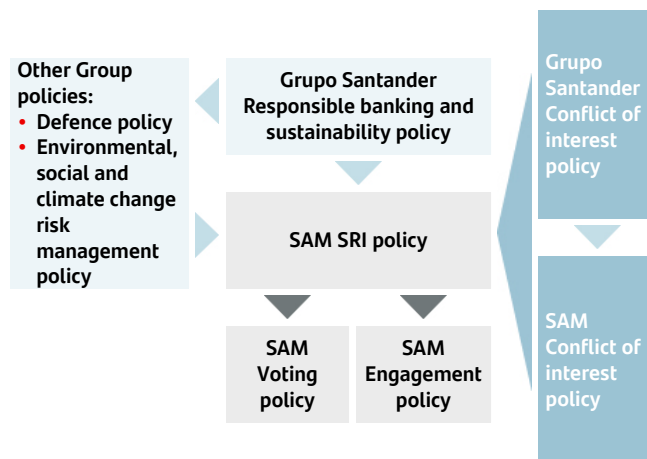 Other Group
policies:
• Defence policy
• Environmental,
social and
climate change
risk
management
policy
Grupo Santander
Responsible banking and
sustainability policy
SAM SRI policy
SAM
Voting
policy
SAM
Engagement
policy
Grupo
Santander
Conflict of
interest
policy
SAM
Conflict of
interest
policy